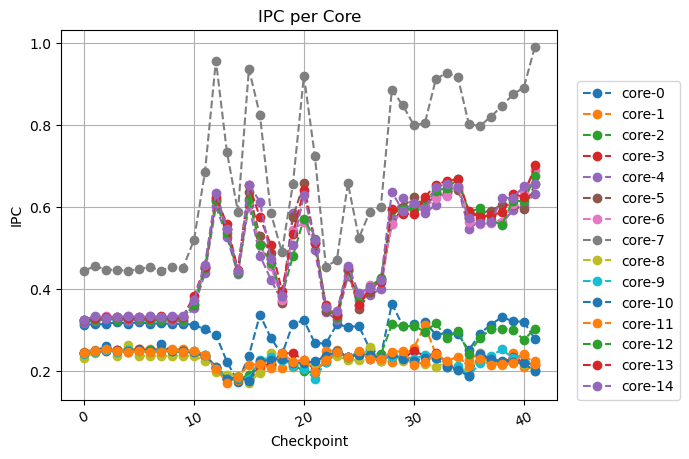 IPC per Core
1.0
0.8
0.6
0.4
0.2
IPC
0
10
20
30
40
Checkpoint
core-0
core-1
core-2
core-3
core-4
core-5
core-6
core-7
core-8
core-9
core-10
core-11
core-12
core-13
core-14